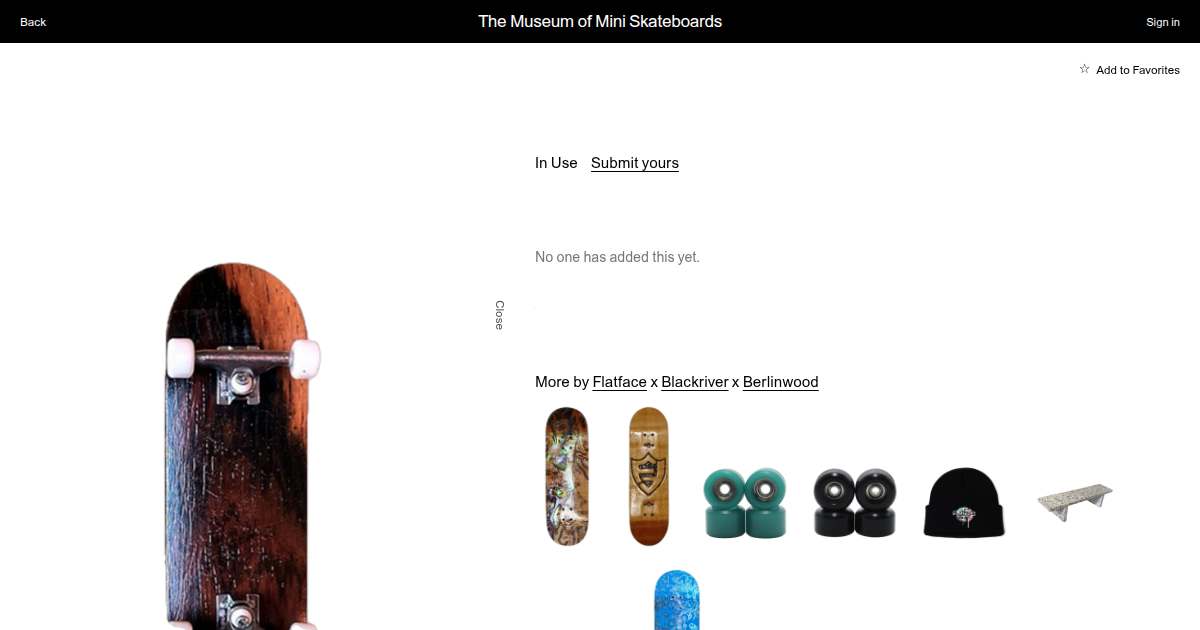 Back
The Museum of Mini Skateboards
Sign in
☆ Add to Favorites
In Use Submit yours
No one has added this yet.
Close
More by Flatface x Blackriver x Berlinwood